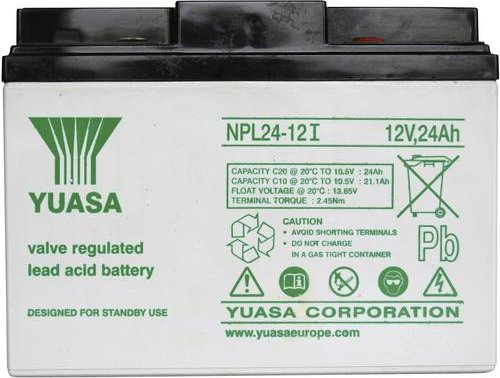 YUASA
valve regulated
lead acid battery
DESIGNED FOR STANDBY USE
NPL24-12I 12V,24Ah
CAPACITY C20 @ 20°C TO 10.5V : 24Ah
CAPACITY C10 @ 20°C TO 10.5V : 21.1Ah
FLOAT VOLTAGE @ 20°C : 13.65V
TERMINAL TORQUE : 2.45Nm
CAUTION
• AVOID SHORTING TERMINALS
• DO NOT CHARGE
IN A GAS TIGHT CONTAINER
Pb
YUASA CORPORATION
www.yuasaeurope.com